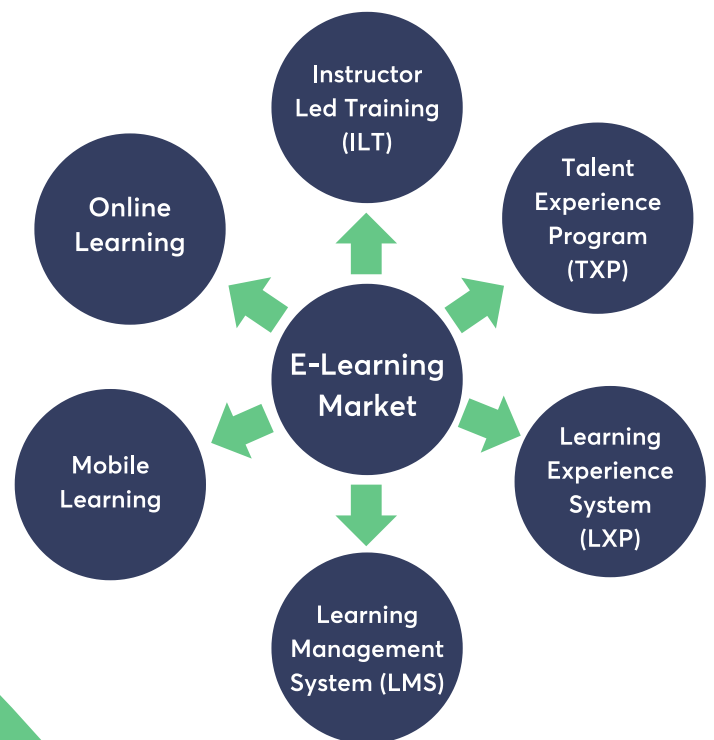 Instructor
Led Training
(ILT)
Talent
Experience
Program
(TXP)
Online
Learning
E-Learning
Market
Learning
Experience
System
(LXP)
Mobile
Learning
Learning
Management
System (LMS)